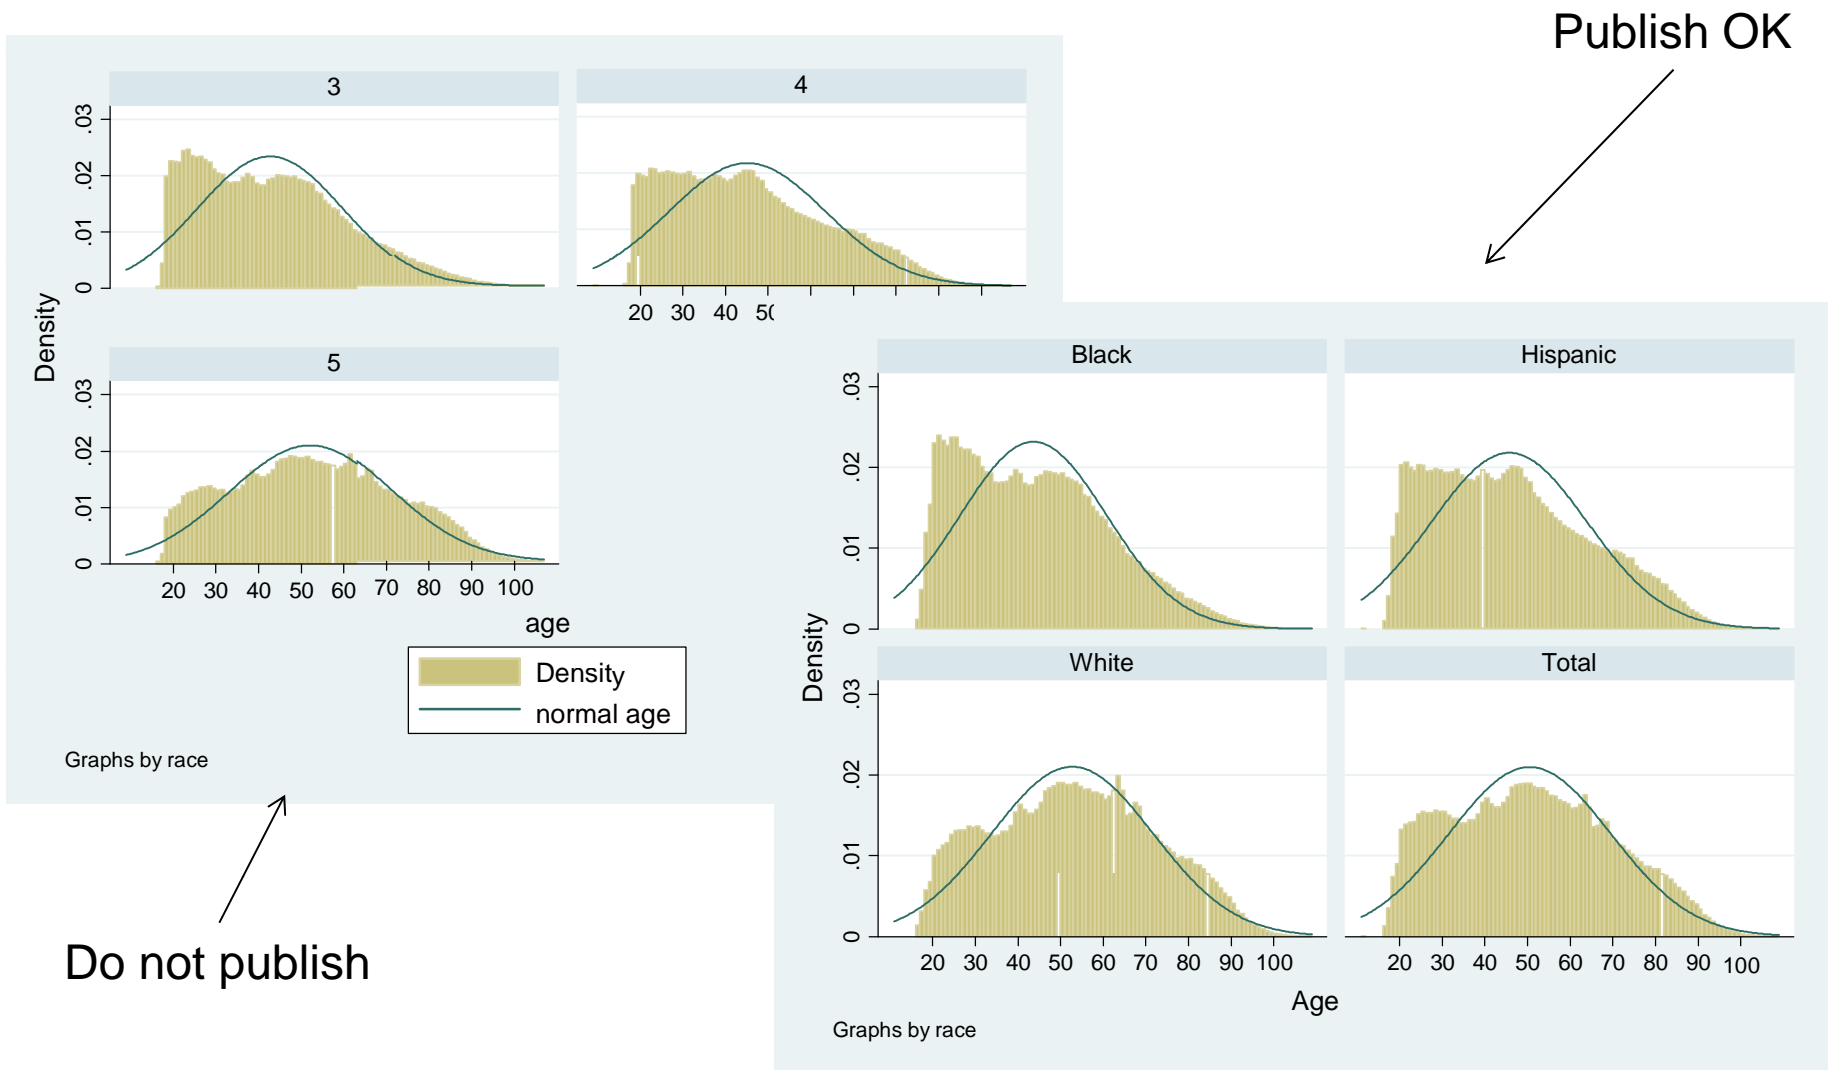 Publish OK
3
4
.03
.02
.01
0
20 30 40 50
Density
5
.03
.02
.01
0
20 30 40 50 60 70 80 90 100
age
Density
normal age
Graphs by race
Do not publish
Black
Hispanic
.03
.02
.01
0
Density
White
Total
.03
.02
.01
0
20 30 40 50 60 70 80 90 100
20 30 40 50 60 70 80 90 100
Age
Graphs by race